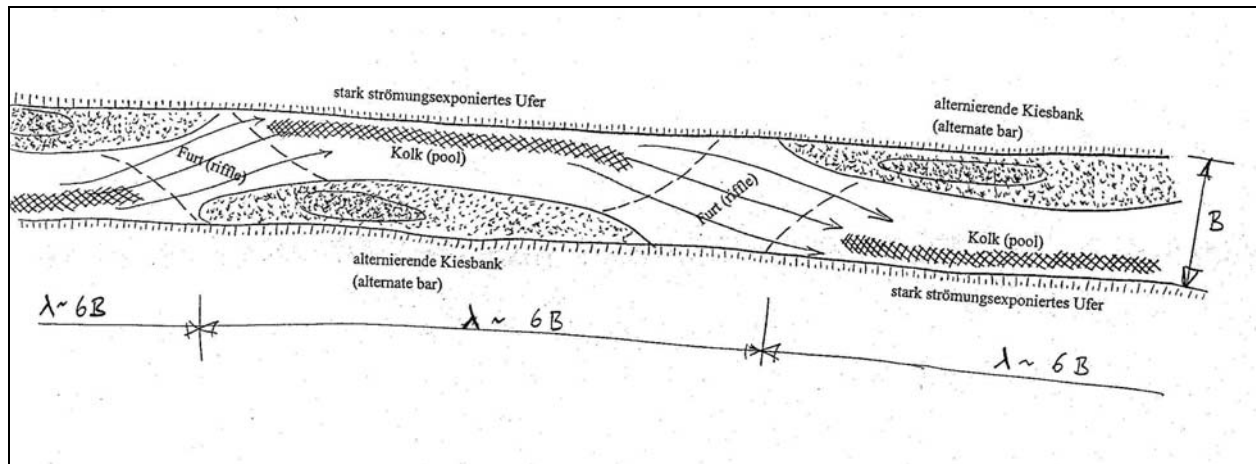 stark strömungsexponiertes Ufer
alternierende Kiesbank
(alternate bar)
Furt (riffle)
Kolk (pool)
Furt (riffle)
B
Kolk (pool)
alternierende Kiesbank
(alternate bar)
stark strömungsexponiertes Ufer
λ ~ 6B
λ ~ 6B
λ ~ 6B